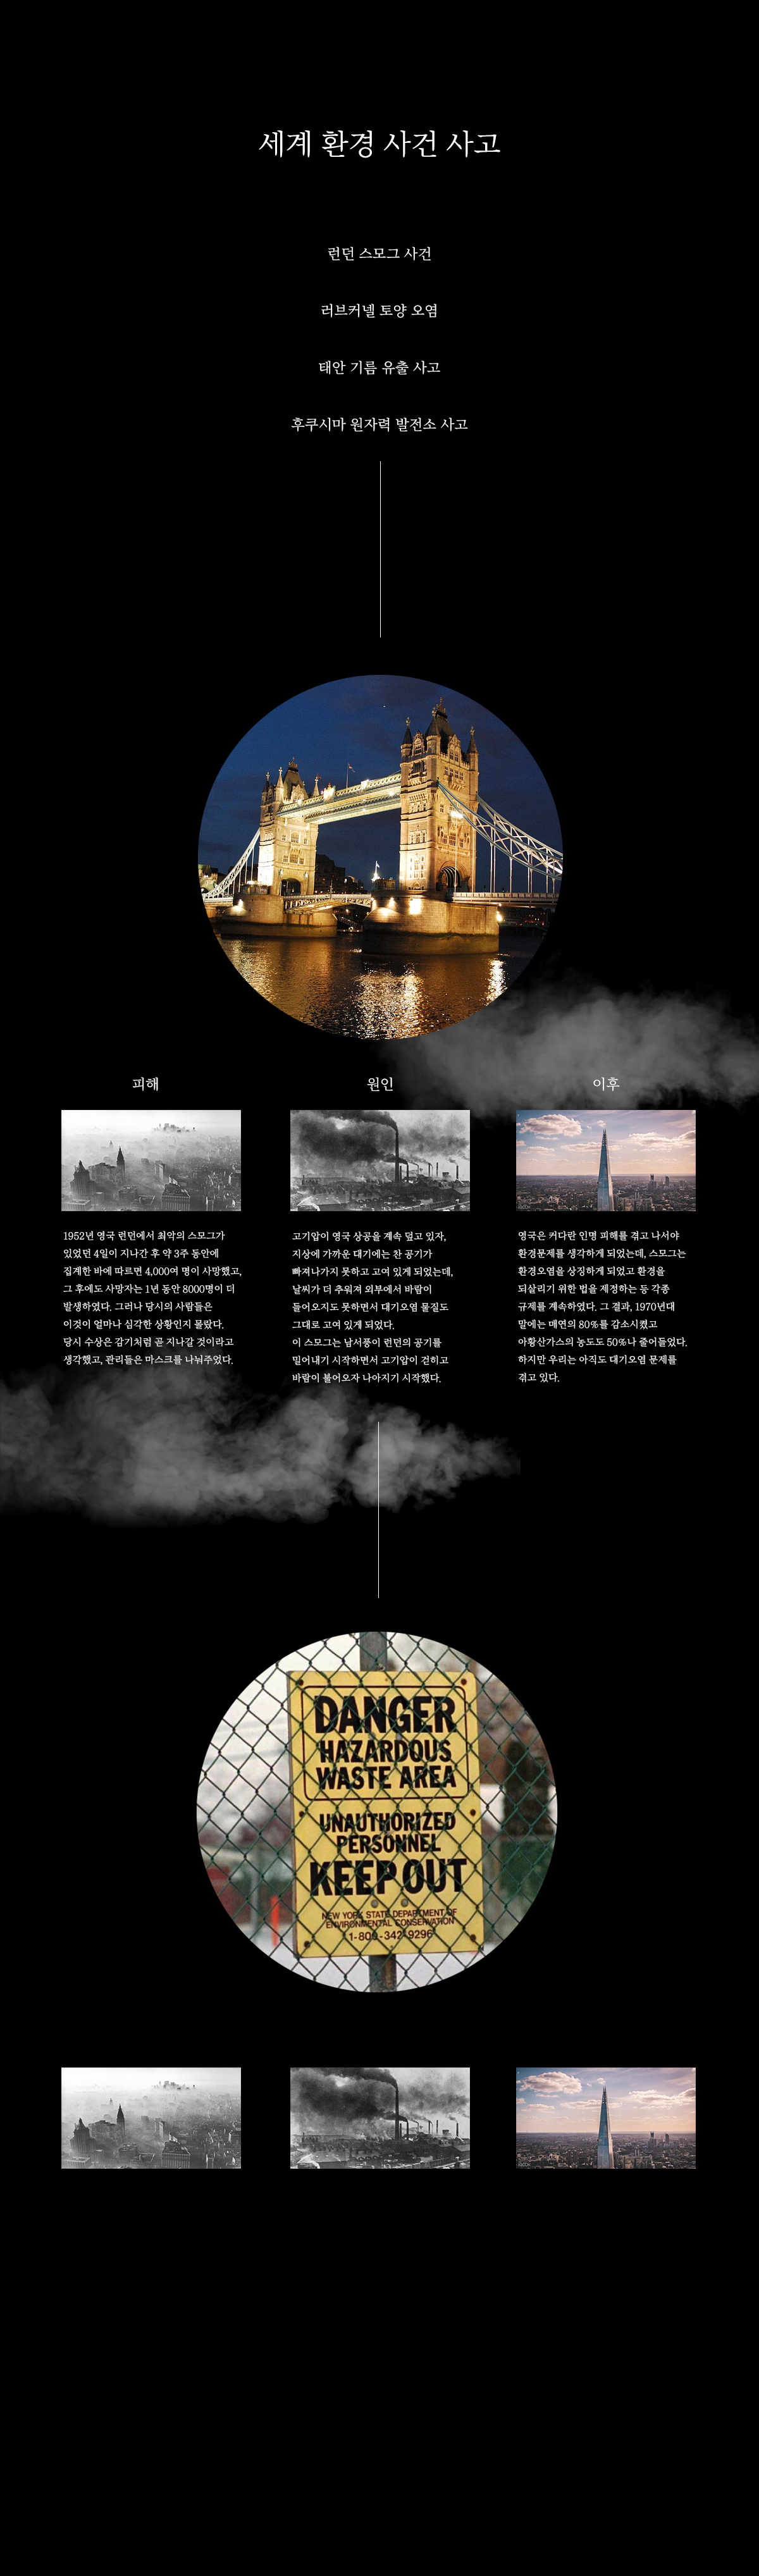 세계 환경 사건 사고
런던 스모그 사건
러브커넬 토양 오염
태안 기름 유출 사고
후쿠시마 원자력 발전소 사고
피해
1952년 영국 런던에서 최악의 스모그가
있었던 4일이 지나간 후 약 3주 동안에
집계한 바에 따르면 4,000여 명이 사망했고,
그 후에도 사망자는 1년 동안 8000명이 더
발생하였다. 그러나 당시의 사람들은
이것이 얼마나 심각한 상황인지 몰랐다.
당시 수상은 감기처럼 곧 지나갈 것이라고
생각했고, 관리들은 마스크를 나눠주었다.
원인
고기압이 영국 상공을 계속 덮고 있자,
지상에 가까운 대기에는 찬 공기가
빠져나가지 못하고 고여 있게 되었는데,
날씨가 더 추워져 외부에서 바람이
들어오지도 못하면서 대기오염 물질도
그대로 고여 있게 되었다.
이 스모그는 남서풍이 런던의 공기를
밀어내기 시작하면서 고기압이 걷히고
바람이 불어오자 나아지기 시작했다.
이후
영국은 커다란 인명 피해를 겪고 나서야
환경문제를 생각하게 되었는데, 스모그는
환경오염을 상징하게 되었고 환경을
되살리기 위한 법을 제정하는 등 각종
규제를 계속하였다. 그 결과, 1970년대
말에는 매연의 80%를 감소시켰고
아황산가스의 농도도 50%나 줄어들었다.
하지만 우리는 아직도 대기오염 문제를
겪고 있다.
DANGER
HAZARDOUS
WASTE AREA
UNAUTHORIZED
PERSONNEL
KEEP OUT
NEW YORK STATE DEPARTMENT OF
ENVIRONMENTAL CONSERVATION
1-800-342-9296